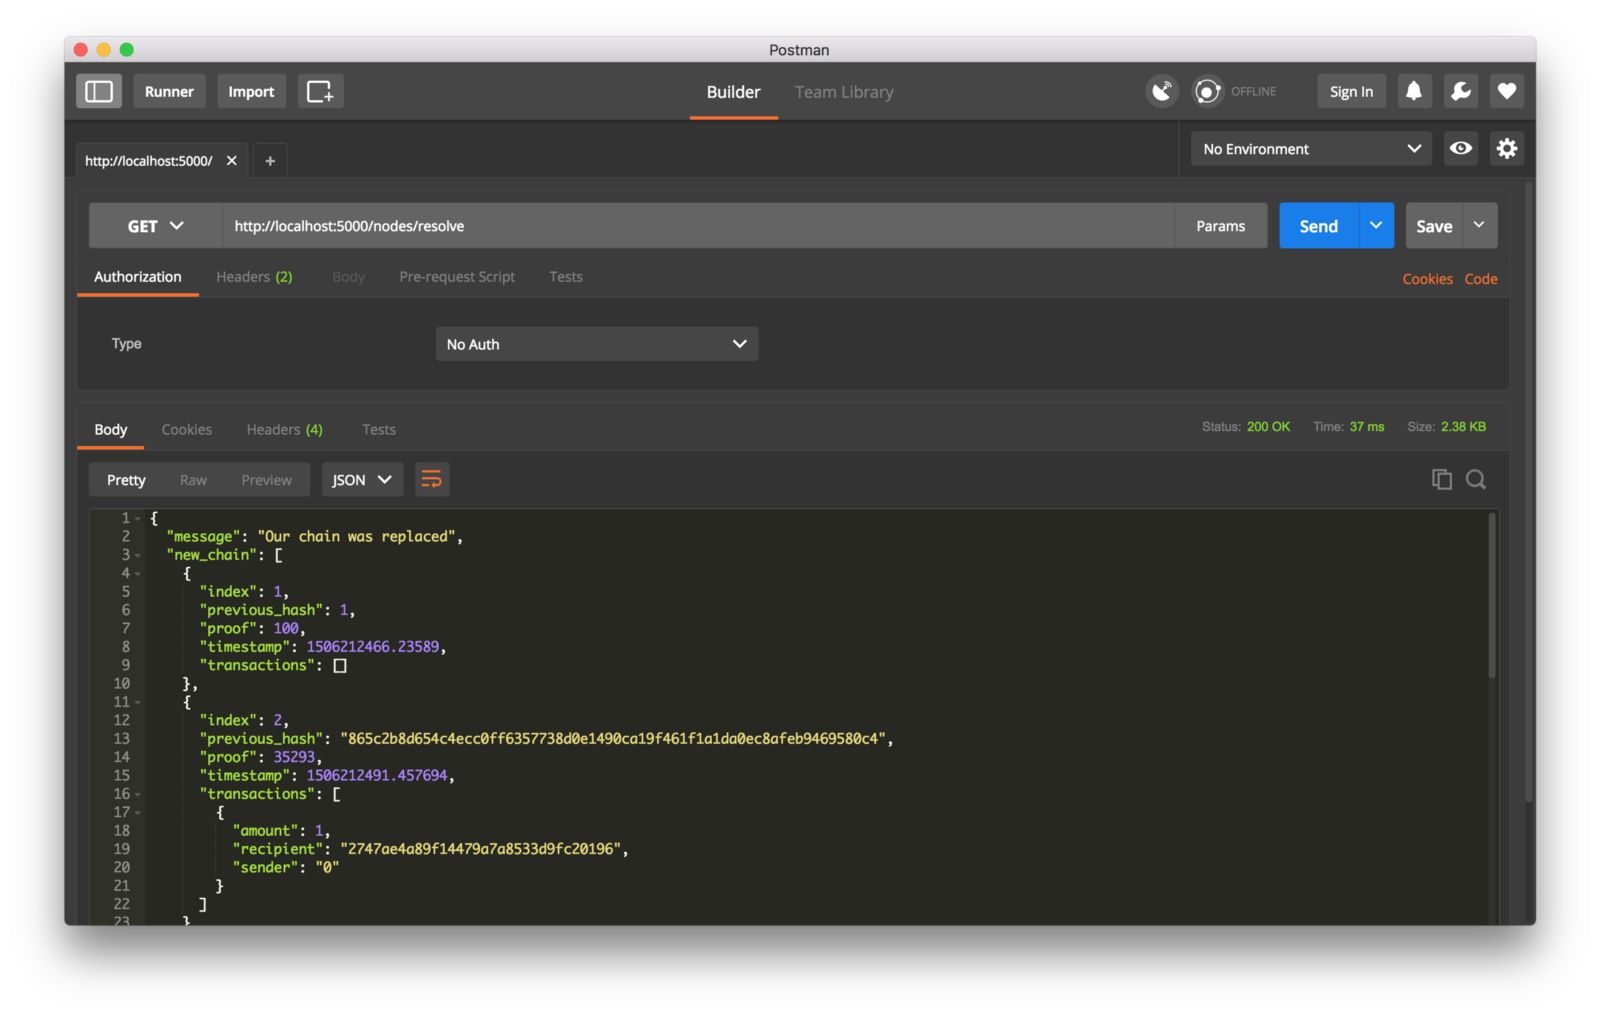 Postman
Runner Import Builder Team Library OFFLINE Sign In
http://localhost:5000/ ✕ + No Environment
GET http://localhost:5000/nodes/resolve Params Send Save
Authorization Headers (2) Body Pre-request Script Tests Cookies Code
Type No Auth
Body Cookies Headers (4) Tests Status: 200 OK Time: 37 ms Size: 2.38 KB
Pretty Raw Preview JSON
1 {
2 "message": "Our chain was replaced",
3 "new_chain": [
4 {
5 "index": 1,
6 "previous_hash": 1,
7 "proof": 100,
8 "timestamp": 1506212466.23589,
9 "transactions": []
10 },
11 {
12 "index": 2,
13 "previous_hash": "865c2b8d654c4ecc0ff6357738d0e1490ca19f461f1a1da0ec8afeb9469580c4",
14 "proof": 35293,
15 "timestamp": 1506212491.457694,
16 "transactions": [
17 {
18 "amount": 1,
19 "recipient": "2747ae4a89f14479a7a8533d9fc20196",
20 "sender": "0"
21 }
22 ]
23 }